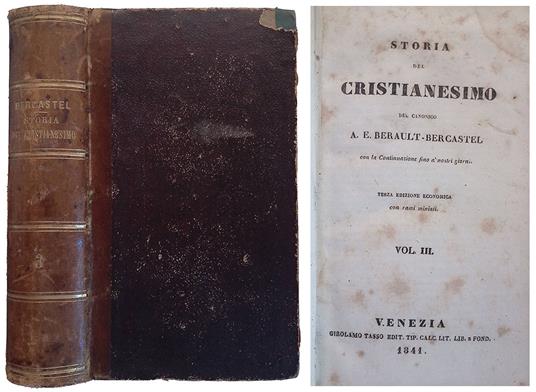 BERCASTEL
STORIA
DEL CRISTIANESIMO
3
STORIA
DEL
CRISTIANESIMO
DEL CANONICO
A. E. BERAULT-BERCASTEL
con la Continuazione fino a' nostri giorni.
TERZA EDIZIONE ECONOMICA
con rami miniati.
VOL. III.
VENEZIA
GIROLAMO TASSO EDIT. TIP. CALC. LIT. LIB. e FOND.
1841.